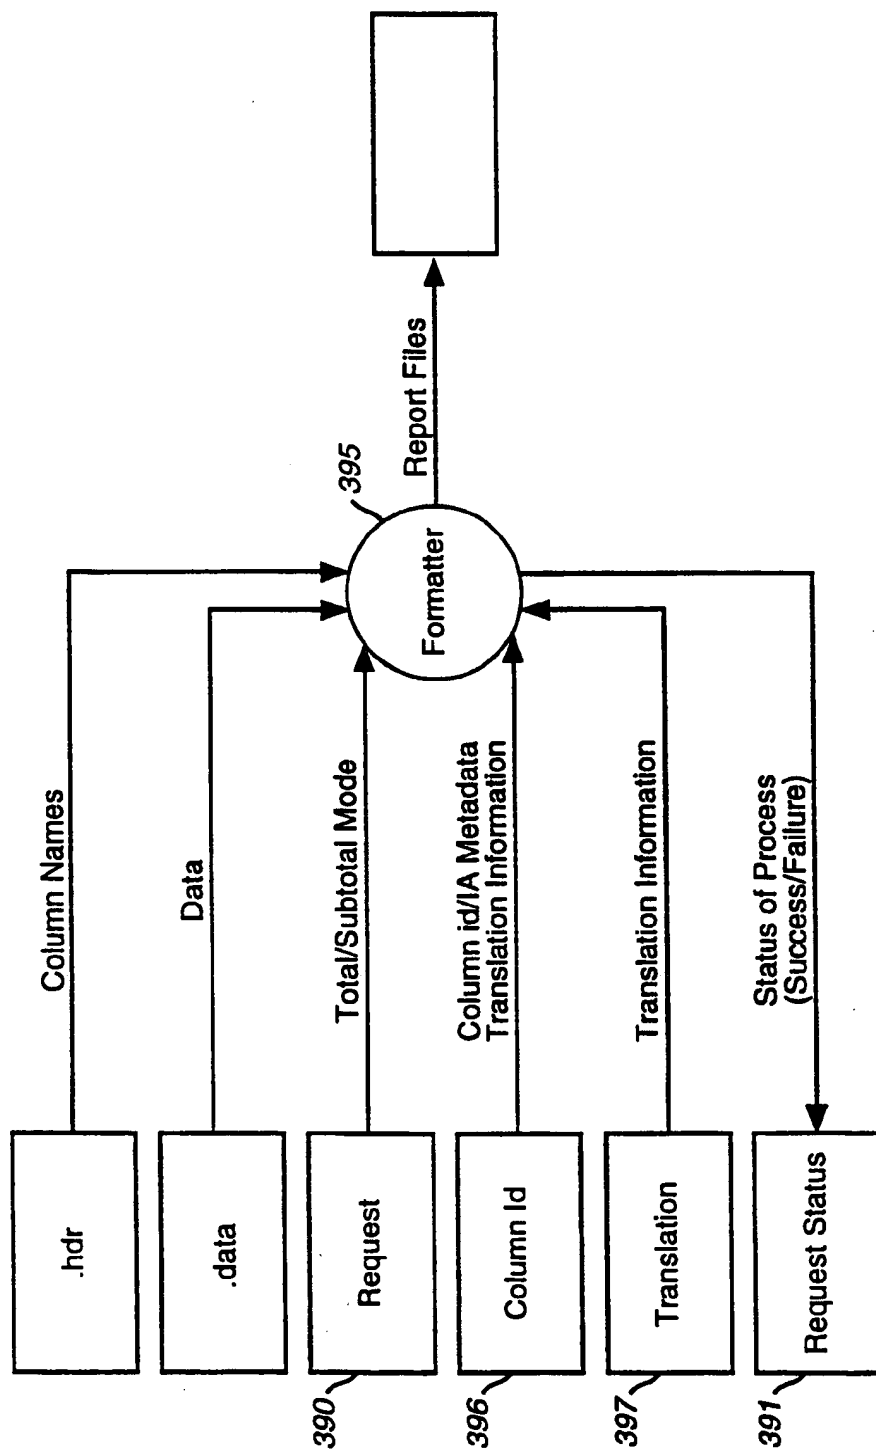 .hdr
Column Names
.data
Data
390
Request
Total/Subtotal Mode
396
Column Id
Column id/IA Metadata
Translation Information
397
Translation
Translation Information
391
Request Status
Status of Process
(Success/Failure)
Formatter
395
Report Files